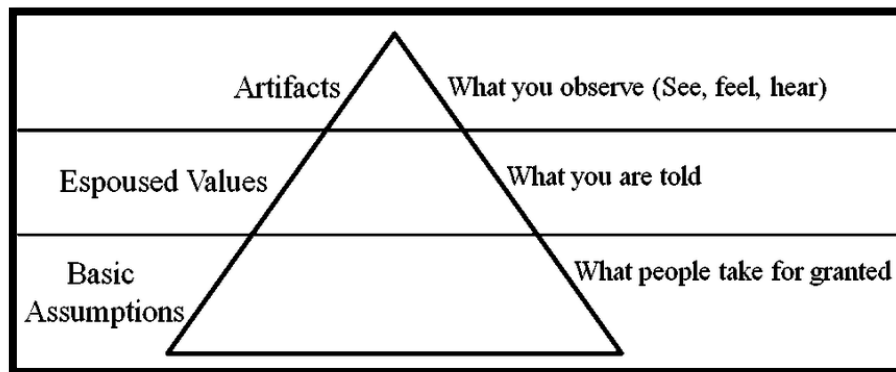 Artifacts
What you observe (See, feel, hear)
Espoused Values
What you are told
Basic
Assumptions
What people take for granted